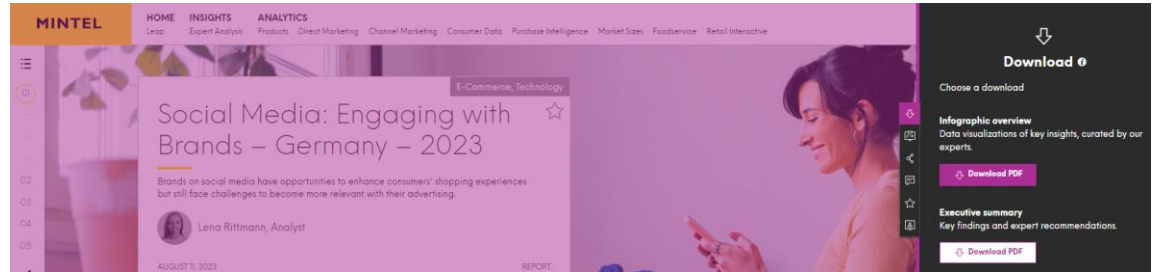 MINTEL
HOME INSIGHTS ANALYTICS
Leap Expert Analysis Products Direct Marketing Channel Marketing Consumer Data Purchase Intelligence Market Sizes Foodservice Retail Interactive
01
02
03
04
05
E-Commerce, Technology
Social Media: Engaging with
Brands – Germany – 2023
Brands on social media have opportunities to enhance consumers' shopping experiences
but still face challenges to become more relevant with their advertising.
Lena Rittmann, Analyst
AUGUST 11, 2023 REPORT
Download
Choose a download
Infographic overview
Data visualizations of key insights, curated by our
experts.
Download PDF
Executive summary
Key findings and expert recommendations.
Download PDF